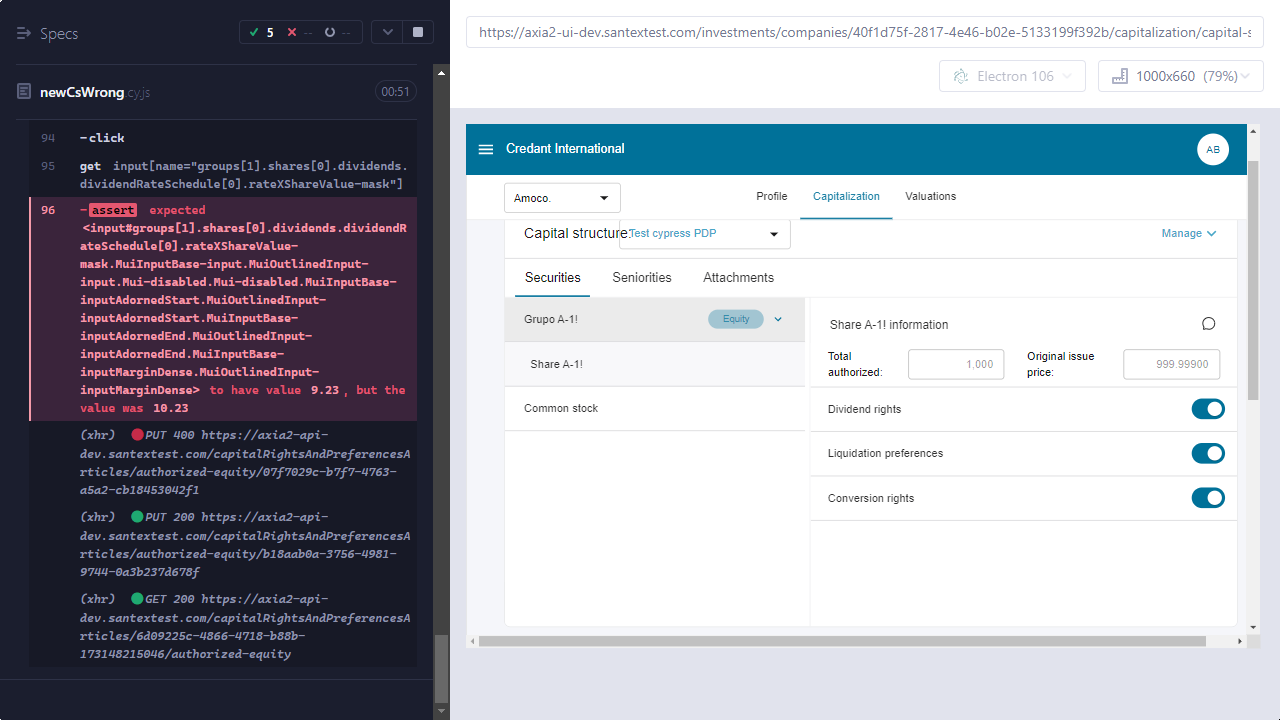 Specs
5 -- --
newCsWrong.cy.js 00:51
94 -click
95 get input[name="groups[1].shares[0].dividends.
dividendRateSchedule[0].rateXShareValue-mask"]
96 -assert expected
<input#groups[1].shares[0].dividends.dividendR
ateSchedule[0].rateXShareValue-
mask.MuiInputBase-input.MuiOutlinedInput-
input.Mui-disabled.Mui-disabled.MuiInputBase-
inputAdornedStart.MuiOutlinedInput-
inputAdornedStart.MuiInputBase-
inputAdornedEnd.MuiOutlinedInput-
inputAdornedEnd.MuiInputBase-
inputMarginDense.MuiOutlinedInput-
inputMarginDense> to have value 9.23, but the
value was 10.23
(xhr) PUT 400 https://axia2-api-
dev.santextest.com/capitalRightsAndPreferencesA
rticles/authorized-equity/07f7029c-b7f7-4763-
a5a2-cb18453042f1
(xhr) PUT 200 https://axia2-api-
dev.santextest.com/capitalRightsAndPreferencesA
rticles/authorized-equity/b18aab0a-3756-4981-
9744-0a3b237d678f
(xhr) GET 200 https://axia2-api-
dev.santextest.com/capitalRightsAndPreferencesA
rticles/6d09225c-4866-4718-b88b-
173148215046/authorized-equity
https://axia2-ui-dev.santextest.com/investments/companies/40f1d75f-2817-4e46-b02e-5133199f392b/capitalization/capital-s
Electron 106
1000x660 (79%)
Credant International
AB
Amoco.
Profile
Capitalization
Valuations
Capital structure:
Test cypress PDP
Manage
Securities
Seniorities
Attachments
Grupo A-1!
Equity
Share A-1!
Common stock
Share A-1! information
Total
authorized:
1,000
Original issue
price:
999.99900
Dividend rights
Liquidation preferences
Conversion rights